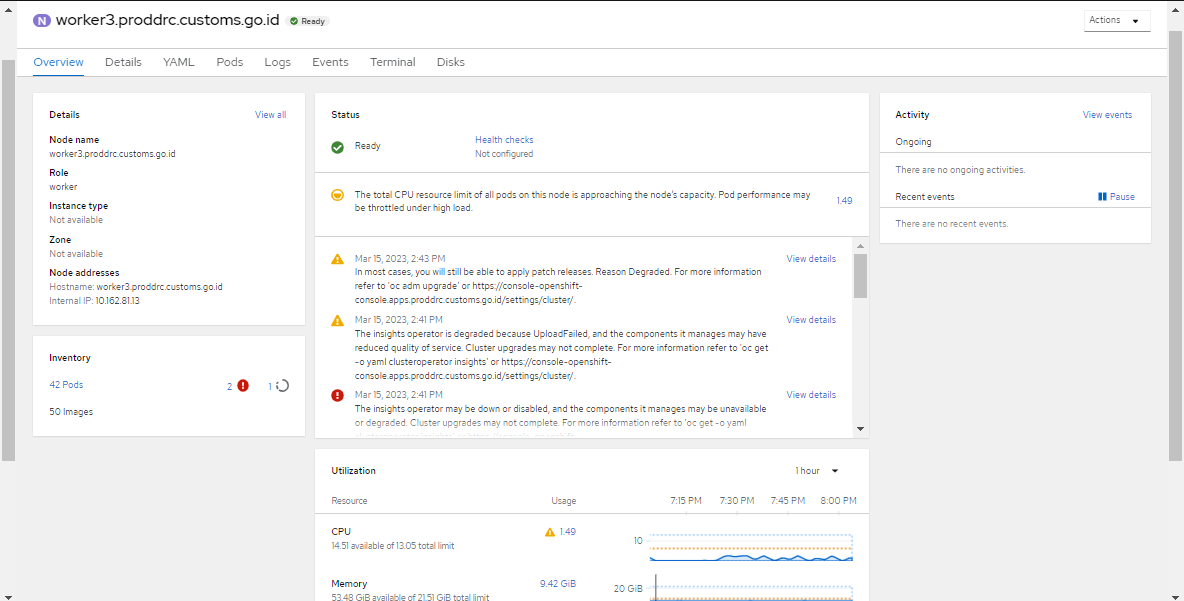 N worker3.proddrc.customs.go.id Ready
Actions
Overview Details YAML Pods Logs Events Terminal Disks
Details View all
Node name
worker3.proddrc.customs.go.id
Role
worker
Instance type
Not available
Zone
Not available
Node addresses
Hostname: worker3.proddrc.customs.go.id
Internal IP: 10.162.81.13
Inventory
42 Pods 2 1
50 Images
Status
Ready
Health checks
Not configured
The total CPU resource limit of all pods on this node is approaching the node's capacity. Pod performance may
be throttled under high load.
1.49
Mar 15, 2023, 2:43 PM View details
In most cases, you will still be able to apply patch releases. Reason Degraded. For more information
refer to 'oc adm upgrade' or https://console-openshift-
console.apps.proddrc.customs.go.id/settings/cluster/.
Mar 15, 2023, 2:41 PM View details
The insights operator is degraded because UploadFailed, and the components it manages may have
reduced quality of service. Cluster upgrades may not complete. For more information refer to 'oc get
-o yaml clusteroperator insights' or https://console-openshift-
console.apps.proddrc.customs.go.id/settings/cluster/.
Mar 15, 2023, 2:41 PM View details
The insights operator may be down or disabled, and the components it manages may be unavailable
or degraded. Cluster upgrades may not complete. For more information refer to 'oc get -o yaml
Utilization 1 hour
Resource Usage 7:15 PM 7:30 PM 7:45 PM 8:00 PM
CPU 1.49
14.51 available of 13.05 total limit
10
Memory 9.42 GiB
53.48 GiB available of 21.51 GiB total limit
20 GiB
Activity View events
Ongoing
There are no ongoing activities.
Recent events Pause
There are no recent events.